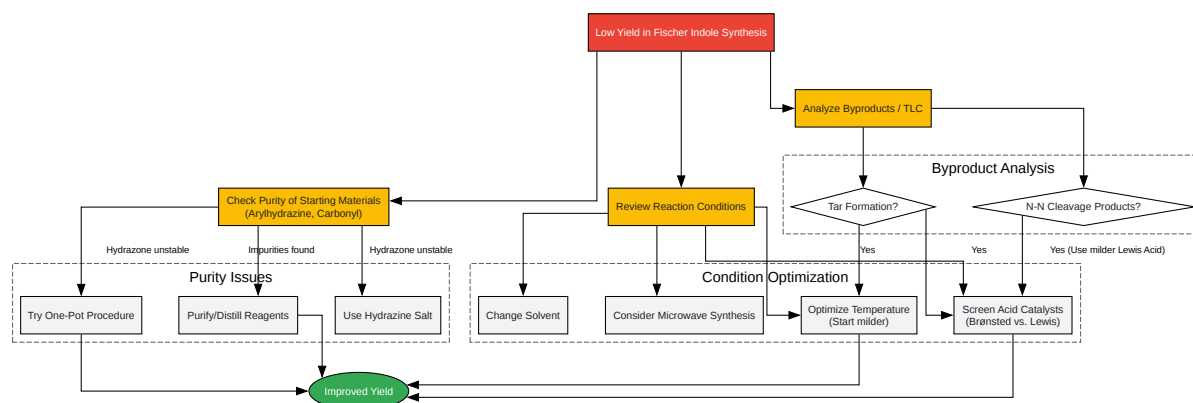 Low Yield in Fischer Indole Synthesis
Analyze Byproducts / TLC
Byproduct Analysis
Check Purity of Starting Materials
(Arylhydrazine, Carbonyl)
Review Reaction Conditions
Tar Formation?
N-N Cleavage Products?
Hydrazone unstable
Impurities found
Hydrazone unstable
Yes
Yes
Yes (Use milder Lewis Acid)
Purity Issues
Condition Optimization
Try One-Pot Procedure
Purify/Distill Reagents
Use Hydrazine Salt
Change Solvent
Consider Microwave Synthesis
Optimize Temperature
(Start milder)
Screen Acid Catalysts
(Brønsted vs. Lewis)
Improved Yield